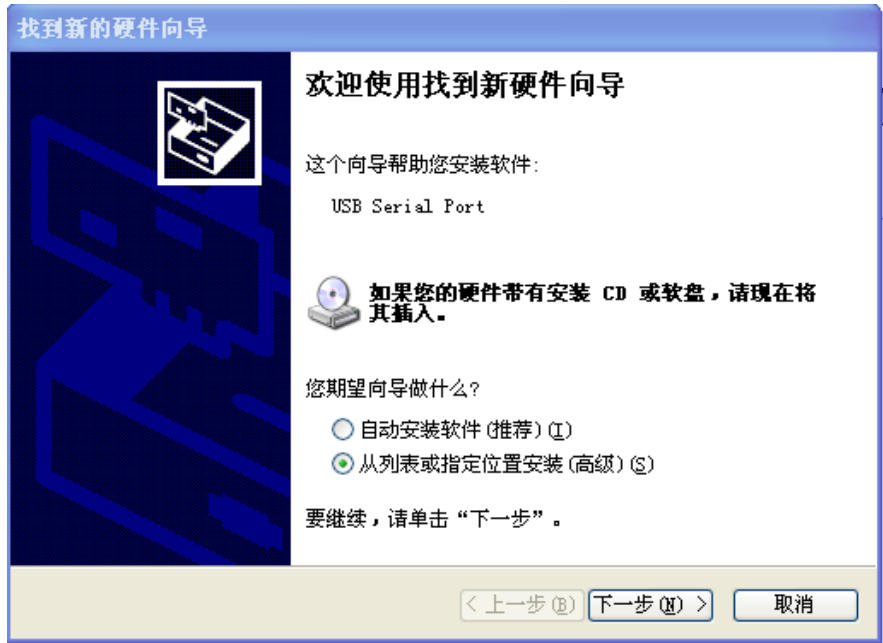 找到新的硬件向导
欢迎使用找到新硬件向导
这个向导帮助您安装软件:
USB Serial Port
如果您的硬件带有安装 CD 或软盘，请现在将
其插入。
您期望向导做什么?
自动安装软件(推荐)(I)
从列表或指定位置安装(高级)(S)
要继续，请单击“下一步”。
< 上一步(B) 下一步(N) > 取消